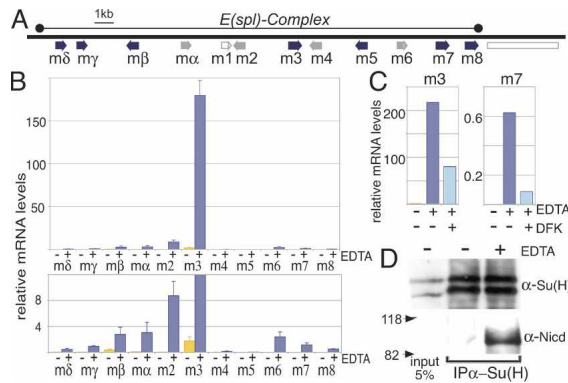 A
1kb
E(spl)-Complex
mδ mγ mβ mα m1 m2 m3 m4 m5 m6 m7 m8
B
relative mRNA levels
150
100
50
- + - + - + - + - + - + - + - + - + - + - + EDTA
mδ mγ mβ mα m2 m3 m4 m5 m6 m7 m8
8
4
- + - + - + - + - + - + - + - + - + - + - + EDTA
mδ mγ mβ mα m2 m3 m4 m5 m6 m7 m8
C
m3 m7
relative mRNA levels
200
100
0.6
0.2
- + + - + + EDTA
+ + DFK
D
- - + EDTA
α-Su(H)
118
α-Nicd
82
input
5%
IPα-Su(H)